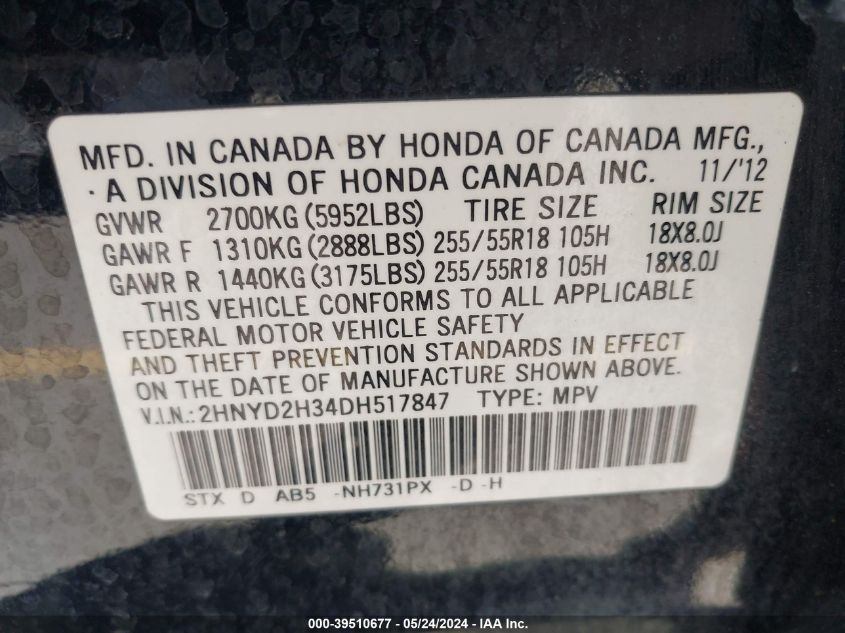 MFD. IN CANADA BY HONDA OF CANADA MFG.,
· A DIVISION OF HONDA CANADA INC. 11/'12
GVWR 2700KG (5952LBS) TIRE SIZE RIM SIZE
GAWR F 1310KG (2888LBS) 255/55R18 105H 18X8.0J
GAWR R 1440KG (3175LBS) 255/55R18 105H 18X8.0J
THIS VEHICLE CONFORMS TO ALL APPLICABLE
FEDERAL MOTOR VEHICLE SAFETY
AND THEFT PREVENTION STANDARDS IN EFFECT
ON THE DATE OF MANUFACTURE SHOWN ABOVE.
V.I.N.: 2HNYD2H34DH517847 TYPE: MPV
STX D AB5 -NH731PX -D -H
000-39510677 - 05/24/2024 - IAA Inc.